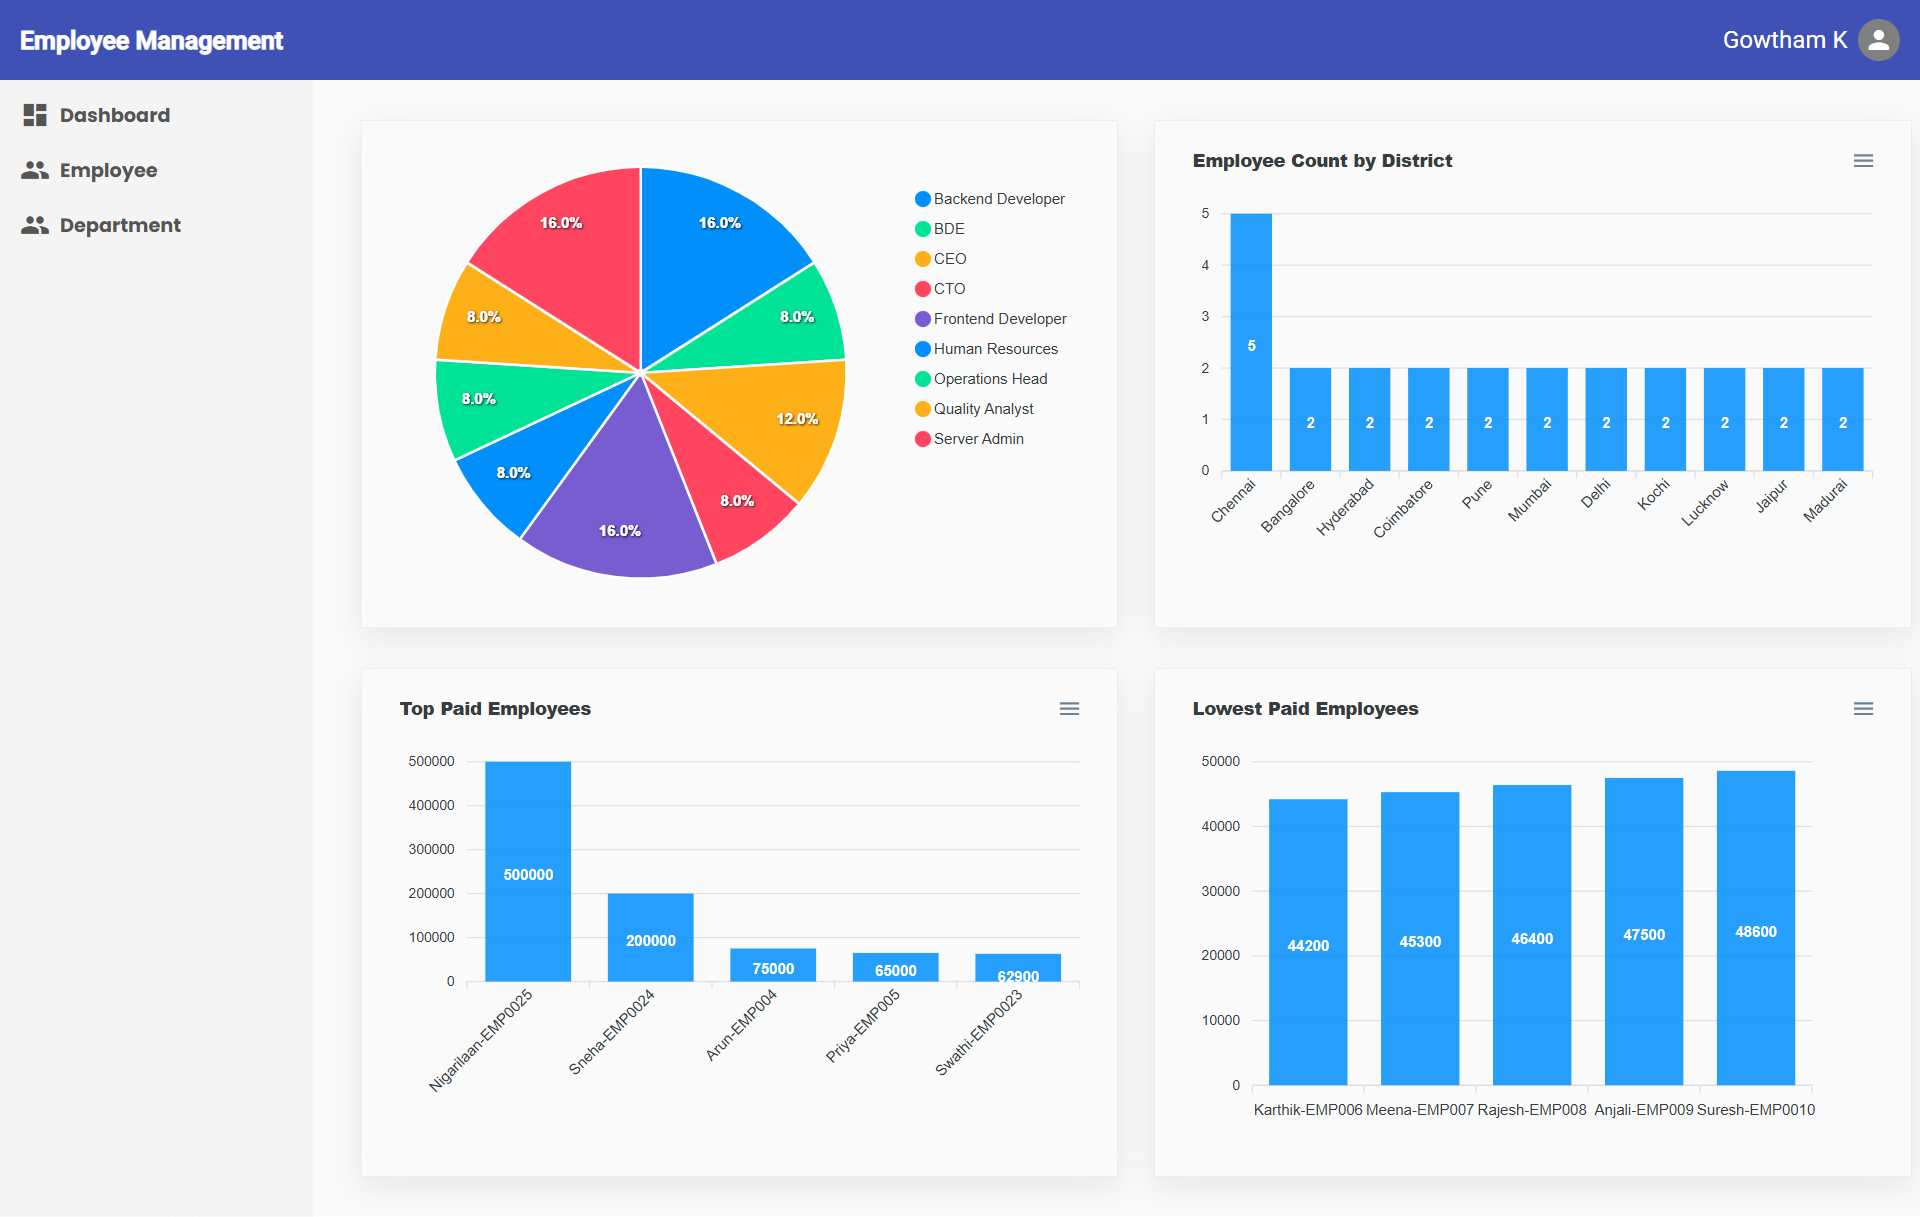 Employee Management
Gowtham K
Dashboard
Employee
Department
16.0%
16.0%
8.0%
8.0%
8.0%
12.0%
8.0%
8.0%
16.0%
Backend Developer
BDE
CEO
CTO
Frontend Developer
Human Resources
Operations Head
Quality Analyst
Server Admin
Employee Count by District
5
4
3
2
1
0
5
2
2
2
2
2
2
2
2
2
2
Chennai
Bangalore
Hyderabad
Coimbatore
Pune
Mumbai
Delhi
Kochi
Lucknow
Jaipur
Madurai
Top Paid Employees
500000
400000
300000
200000
100000
0
500000
200000
75000
65000
62900
Nigarilaan-EMP0025
Sneha-EMP0024
Arun-EMP004
Priya-EMP005
Swathi-EMP0023
Lowest Paid Employees
50000
40000
30000
20000
10000
0
44200
45300
46400
47500
48600
Karthik-EMP006
Meena-EMP007
Rajesh-EMP008
Anjali-EMP009
Suresh-EMP0010